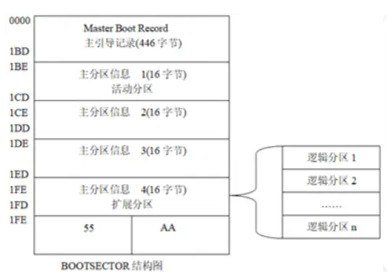 0000
Master Boot Record
主引导记录(446 字节)
1BD
1BE
主分区信息 1(16 字节)
活动分区
1CD
1CE
主分区信息 2(16 字节)
1DD
1DE
主分区信息 3(16 字节)
1ED
1FE
主分区信息 4(16 字节)
扩展分区
1FD
1FE
55 AA
逻辑分区 1
逻辑分区 2
……
逻辑分区 n
BOOTSECTOR 结构图